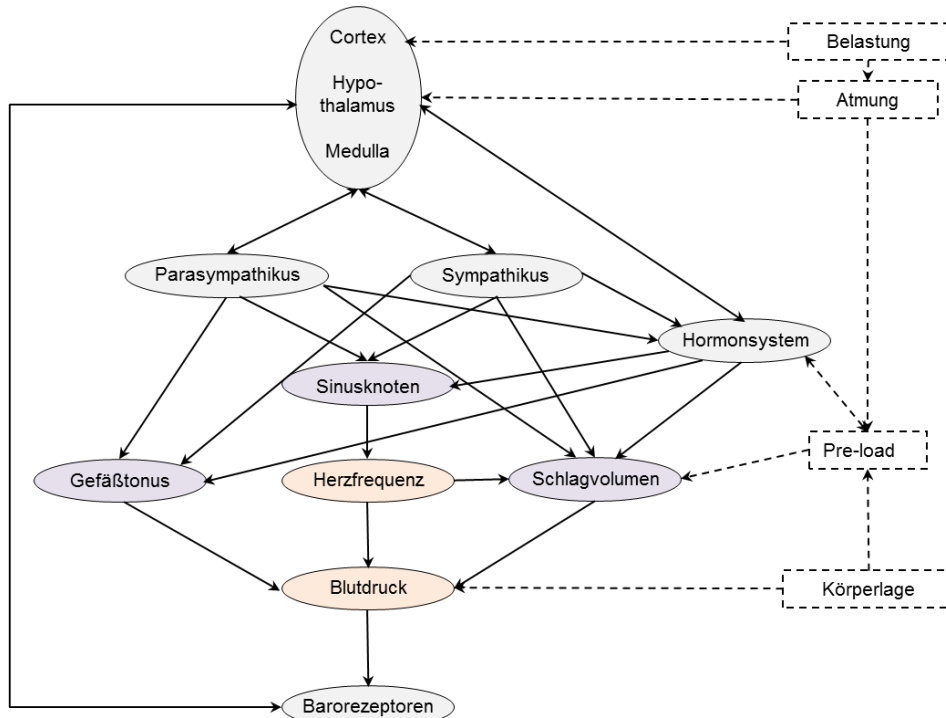 Cortex
Hypo-
thalamus
Medulla
Belastung
Atmung
Parasympathikus
Sympathikus
Hormonsystem
Sinusknoten
Pre-load
Gefäßtonus
Herzfrequenz
Schlagvolumen
Blutdruck
Körperlage
Barorezeptoren